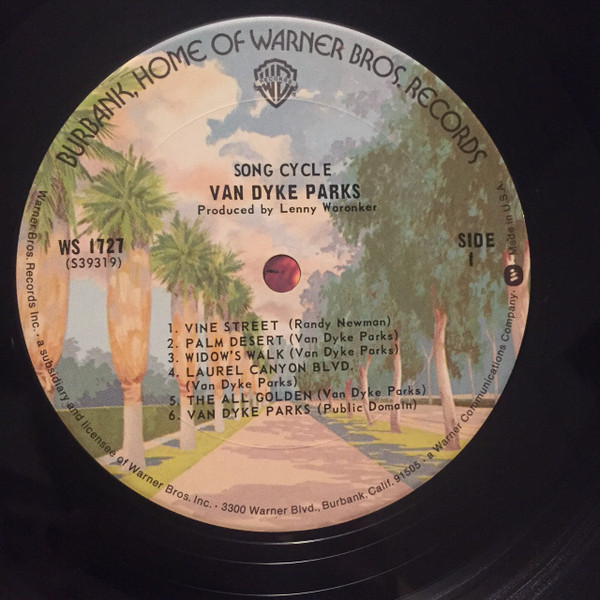 BURBANK, HOME OF WARNER BROS. RECORDS
SONG CYCLE
VAN DYKE PARKS
Produced by Lenny Waronker
WS 1727
(S39319)
SIDE
1
1. VINE STREET (Randy Newman)
2. PALM DESERT (Van Dyke Parks)
3. WIDOW'S WALK (Van Dyke Parks)
4. LAUREL CANYON BLVD.
(Van Dyke Parks)
5. THE ALL GOLDEN (Van Dyke Parks)
6. VAN DYKE PARKS (Public Domain)
Warner Bros. Records Inc. · a subsidiary and licensee of Warner Bros. Inc. · 3300 Warner Blvd., Burbank, Calif. 91505 · a Warner Communications Company · Made in U.S.A.